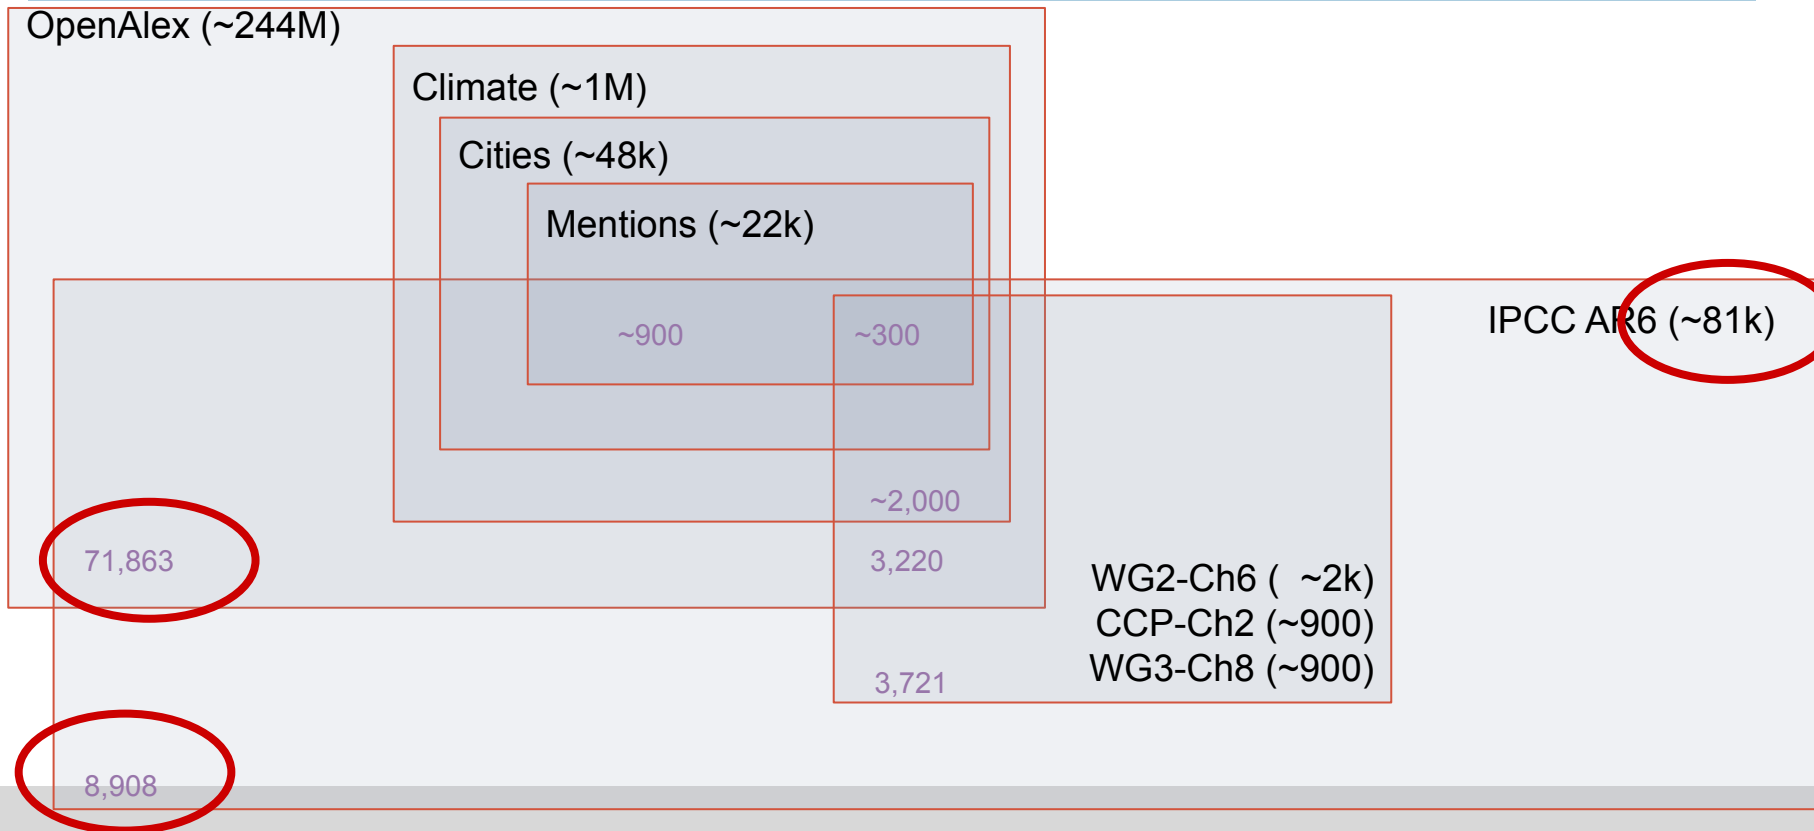 OpenAlex (~244M)
Climate (~1M)
Cities (~48k)
Mentions (~22k)
IPCC AR6 (~81k)
~900
~300
~2,000
71,863
3,220
WG2-Ch6 ( ~2k)
CCP-Ch2 (~900)
WG3-Ch8 (~900)
3,721
8,908